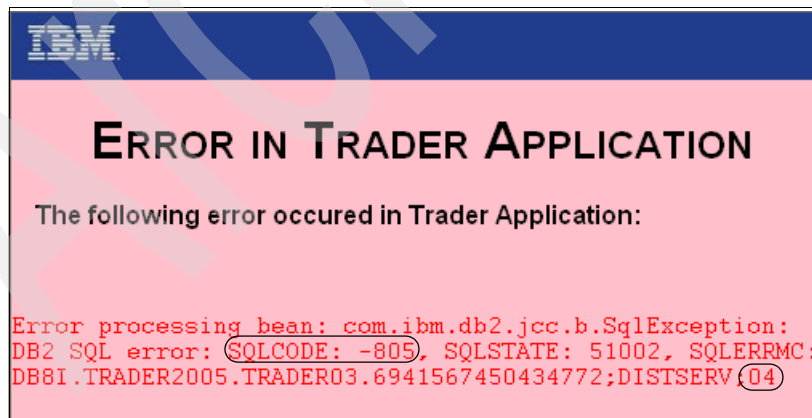 IBM
ERROR IN TRADER APPLICATION
The following error occured in Trader Application:
Error processing bean: com.ibm.db2.jcc.b.SqlException:
DB2 SQL error: SQLCODE: -805, SQLSTATE: 51002, SQLERRMC:
DB8I.TRADER2005.TRADER03.6941567450434772;DISTSERV;04